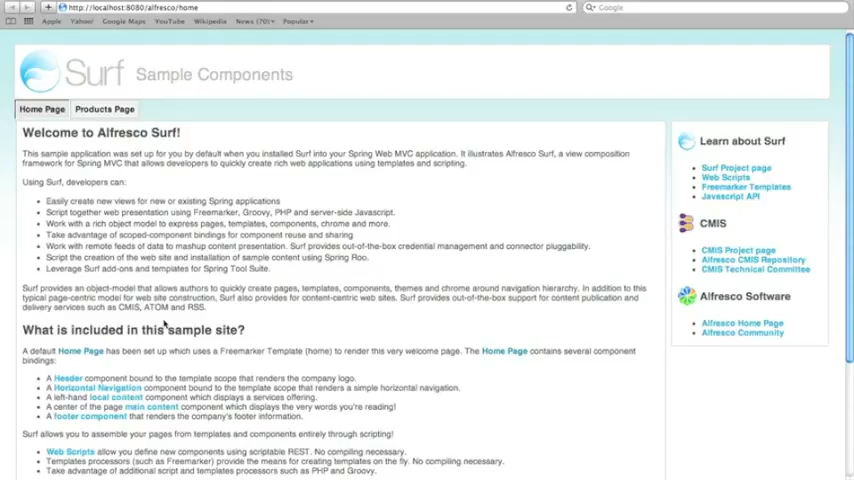 http://localhost:8080/alfresco/home
Google
Apple Yahoo! Google Maps YouTube Wikipedia News (70) Popular
Surf Sample Components
Home Page Products Page
Welcome to Alfresco Surf!
This sample application was set up for you by default when you installed Surf into your Spring Web MVC application. It illustrates Alfresco Surf, a view composition
framework for Spring MVC that allows developers to quickly create rich web applications using templates and scripting.
Using Surf, developers can:
Easily create new views for new or existing Spring applications
Script together web presentation using Freemarker, Groovy, PHP and server-side Javascript.
Work with a rich object model to express pages, templates, components, chrome and more.
Take advantage of scoped-component bindings for component reuse and sharing
Work with remote feeds of data to mashup content presentation. Surf provides out-of-the-box credential management and connector pluggability.
Script the creation of the web site and installation of sample content using Spring Roo.
Leverage Surf add-ons and templates for Spring Tool Suite.
Surf provides an object-model that allows authors to quickly create pages, templates, components, themes and chrome around navigation hierarchy. In addition to this
typical page-centric model for web site construction, Surf also provides for content-centric web sites. Surf provides out-of-the-box support for content publication and
delivery services such as CMIS, ATOM and RSS.
What is included in this sample site?
A default Home Page has been set up which uses a Freemarker Template (home) to render this very welcome page. The Home Page contains several component
bindings:
A Header component bound to the template scope that renders the company logo.
A Horizontal Navigation component bound to the template scope that renders a simple horizontal navigation.
A left-hand local content component which displays a services offering.
A center of the page main content component which displays the very words you're reading!
A footer component that renders the company's footer information.
Surf allows you to assemble your pages from templates and components entirely through scripting!
Web Scripts allow you define new components using scriptable REST. No compiling necessary.
Templates processors (such as Freemarker) provide the means for creating templates on the fly. No compiling necessary.
Take advantage of additional script and templates processors such as PHP and Groovy.
Learn about Surf
Surf Project page
Web Scripts
Freemarker Templates
Javascript API
CMIS
CMIS Project page
Alfresco CMIS Repository
CMIS Technical Committee
Alfresco Software
Alfresco Home Page
Alfresco Community